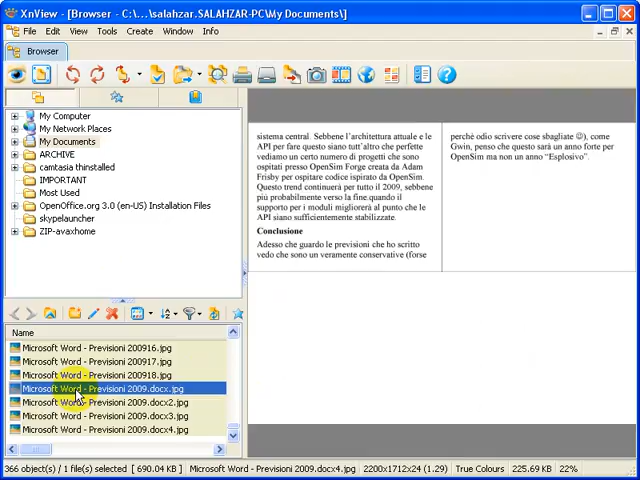 XnView - [Browser - C:\...\salahzar.SALAHZAR-PC\My Documents\]
File Edit View Tools Create Window Info
Browser
My Computer
My Network Places
My Documents
ARCHIVE
camtasia thinstalled
IMPORTANT
Most Used
OpenOffice.org 3.0 (en-US) Installation Files
skypelauncher
ZIP-avaxhome
Name
Microsoft Word - Previsioni 200916.jpg
Microsoft Word - Previsioni 200917.jpg
Microsoft Word - Previsioni 200918.jpg
Microsoft Word - Previsioni 2009.docx.jpg
Microsoft Word - Previsioni 2009.docx2.jpg
Microsoft Word - Previsioni 2009.docx3.jpg
Microsoft Word - Previsioni 2009.docx4.jpg
sistema central. Sebbene l'architettura attuale e le
API per fare questo siano tutt'altro che perfette
vediamo un certo numero di progetti che sono
ospitati presso OpenSim Forge creata da Adam
Frisby per ospitare codice ispirato da OpenSim.
Questo trend continuerà per tutto il 2009, sebbene
più probabilmente verso la fine.quando il
supporto per i moduli migliorerà al punto che le
API siano sufficientemente stabilizzate.
Conclusione
Adesso che guardo le previsioni che ho scritto
vedo che sono un veramente conservative (forse
perchè odio scrivere cose sbagliate ☺), come
Gwin, penso che questo sarà un anno forte per
OpenSim ma non un anno "Esplosivo".
366 object(s) / 1 file(s) selected [ 690.04 KB ] Microsoft Word - Previsioni 2009.docx4.jpg 2200x1712x24 (1.29) True Colours 225.69 KB 22%